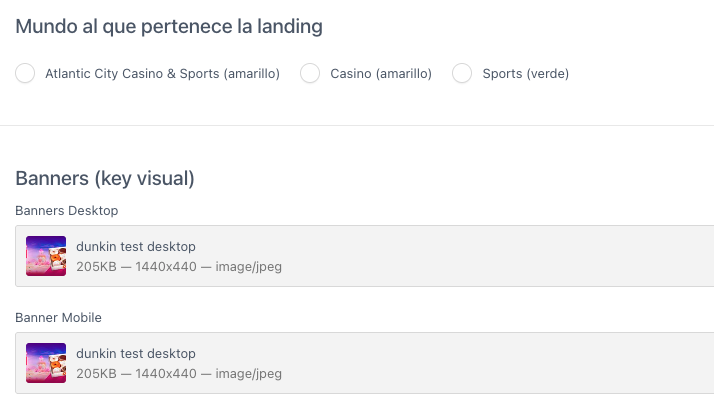 Mundo al que pertenece la landing
Atlantic City Casino & Sports (amarillo) Casino (amarillo) Sports (verde)
Banners (key visual)
Banners Desktop
dunkin test desktop
205KB — 1440x440 — image/jpeg
Banner Mobile
dunkin test desktop
205KB — 1440x440 — image/jpeg